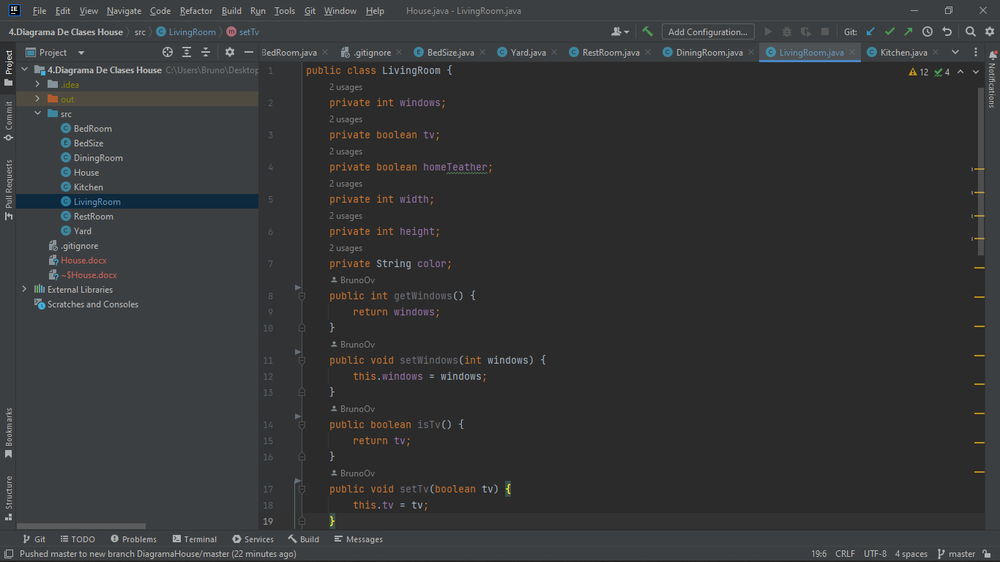 File Edit View Navigate Code Refactor Build Run Tools Git Window Help House.java - LivingRoom.java
4.Diagrama De Clases House src LivingRoom setTv Add Configuration... Git:
Project BedRoom.java .gitignore BedSize.java Yard.java RestRoom.java DiningRoom.java LivingRoom.java Kitchen.java
Project
Commit
Pull Requests
Bookmarks
Structure
4.Diagrama De Clases House C:\Users\Bruno\Desktop
.idea
out
src
BedRoom
BedSize
DiningRoom
House
Kitchen
LivingRoom
RestRoom
Yard
.gitignore
House.docx
~$House.docx
External Libraries
Scratches and Consoles
12 4
1 public class LivingRoom {
2 usages
2 private int windows;
2 usages
3 private boolean tv;
2 usages
4 private boolean homeTeather;
2 usages
5 private int width;
2 usages
6 private int height;
2 usages
7 private String color;
BrunoOv
8 public int getWindows() {
9 return windows;
10 }
BrunoOv
11 public void setWindows(int windows) {
12 this.windows = windows;
13 }
BrunoOv
14 public boolean isTv() {
15 return tv;
16 }
BrunoOv
17 public void setTv(boolean tv) {
18 this.tv = tv;
19 }
Notifications
Git TODO Problems Terminal Services Build Messages
Pushed master to new branch DiagramaHouse/master (22 minutes ago) 19:6 CRLF UTF-8 4 spaces master